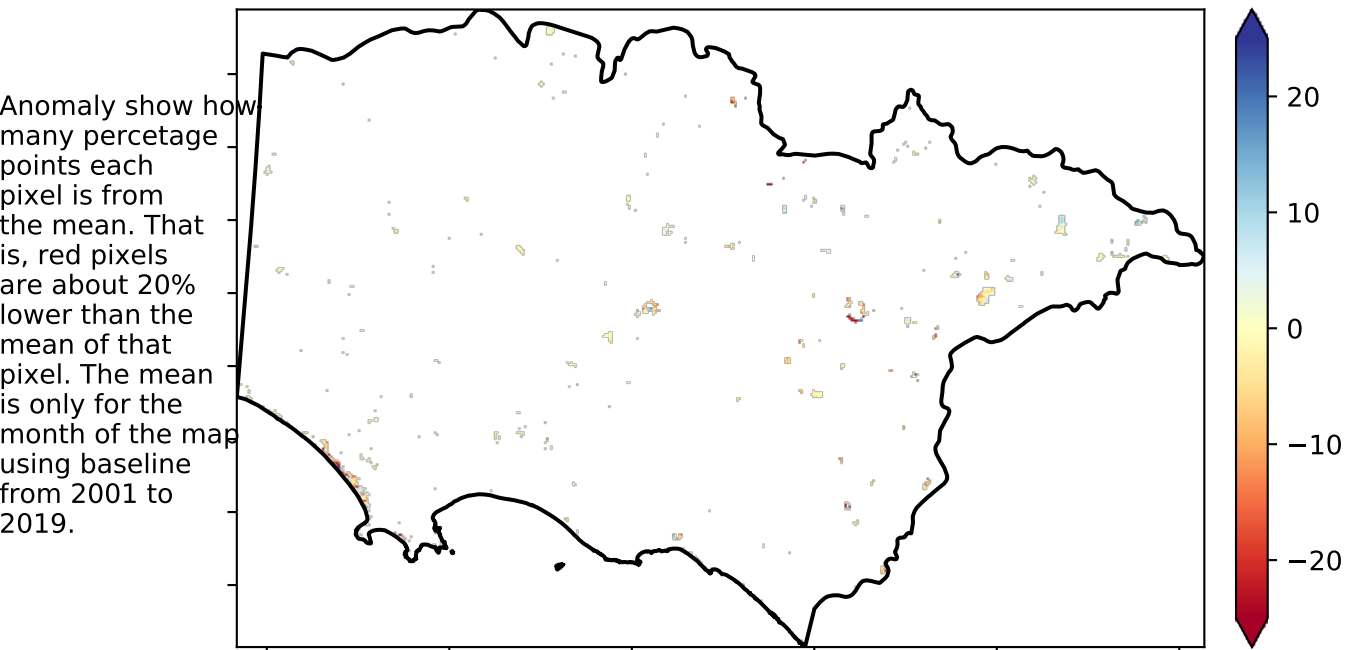 Anomaly show how
many percetage
points each
pixel is from
the mean. That
is, red pixels
are about 20%
lower than the
mean of that
pixel. The mean
is only for the
month of the map
using baseline
from 2001 to
2019.
20
10
0
−10
−20